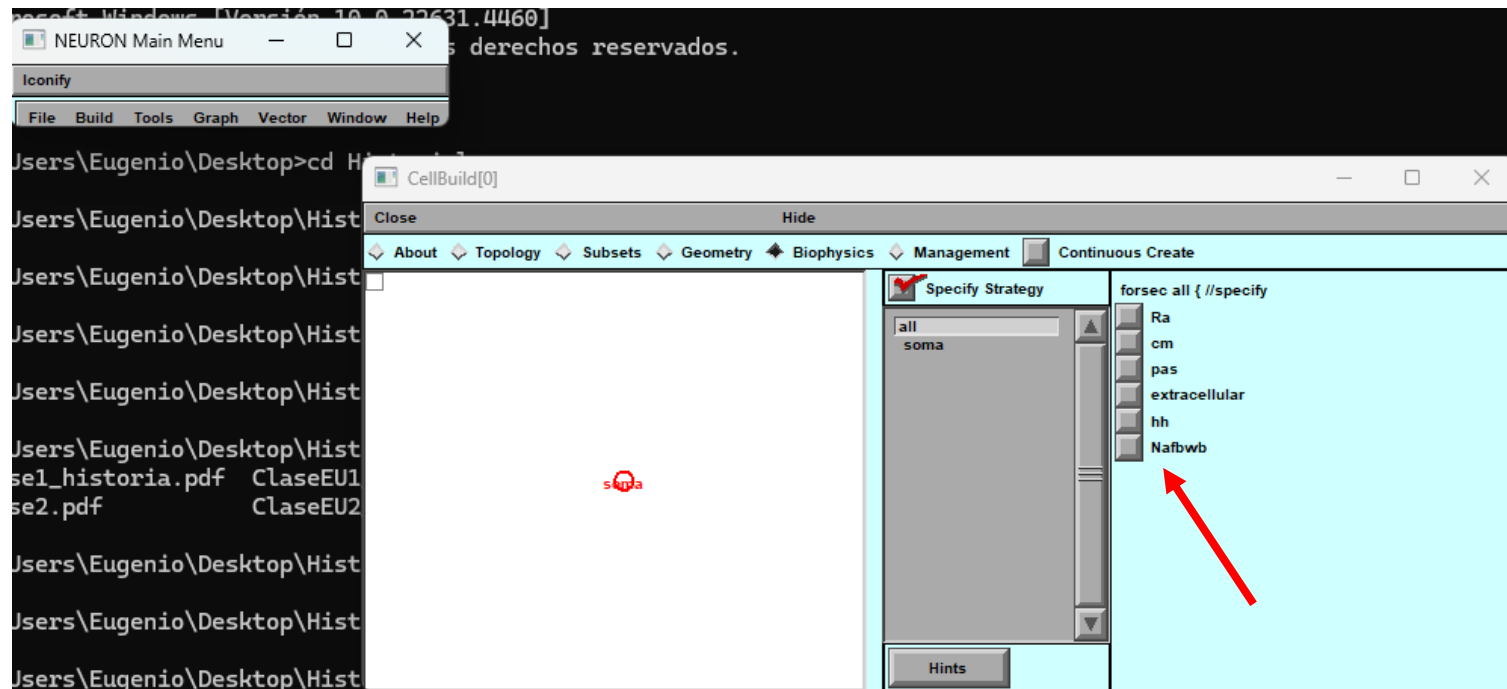 Microsoft Windows [Versión 10.0.22631.4460]
NEURON Main Menu
s derechos reservados.
Iconify
File Build Tools Graph Vector Window Help
Users\Eugenio\Desktop>cd H
CellBuild[0]
Users\Eugenio\Desktop\Hist
Close Hide
About Topology Subsets Geometry Biophysics Management Continuous Create
Users\Eugenio\Desktop\Hist
Specify Strategy
forsec all { //specify
all
Ra
Users\Eugenio\Desktop\Hist
soma
cm
pas
Users\Eugenio\Desktop\Hist
extracellular
hh
Users\Eugenio\Desktop\Hist
Nafbwb
se1_historia.pdf ClaseEU1
soma
se2.pdf ClaseEU2
Users\Eugenio\Desktop\Hist
Users\Eugenio\Desktop\Hist
Hints
Users\Eugenio\Desktop\Hist